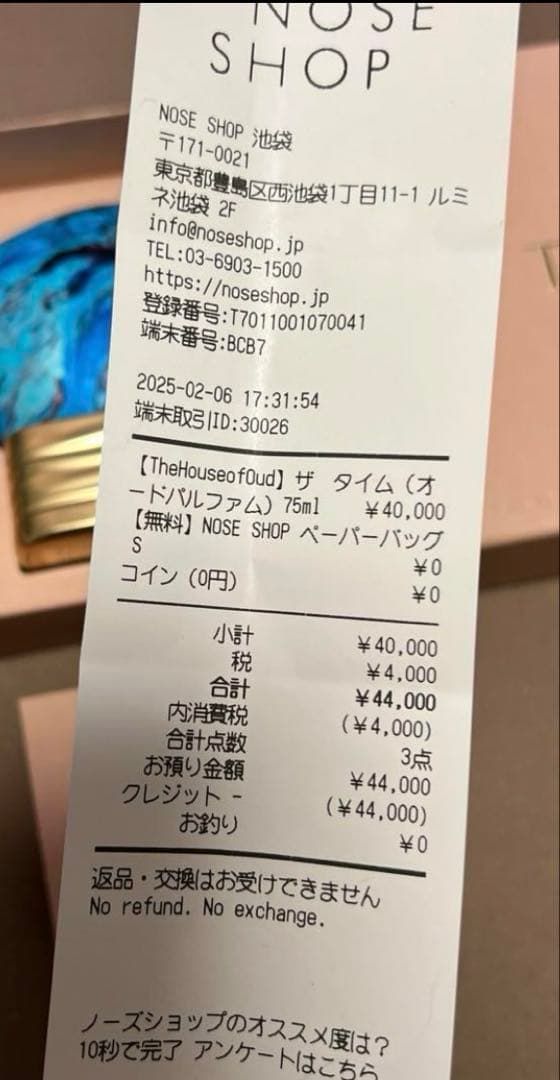 NOSE
SHOP
NOSE SHOP 池袋
〒171-0021
東京都豊島区西池袋1丁目11-1 ルミ
ネ池袋 2F
info@noseshop.jp
TEL:03-6903-1500
https://noseshop.jp
登録番号:T7011001070041
端末番号:BCB7
2025-02-06 17:31:54
端末取引ID:30026
【TheHouseofOud】ザ タイム（オ
ードパルファム）75ml ¥40,000
【無料】NOSE SHOP ペーパーバッグ
S ¥0
コイン（0円） ¥0
小計 ¥40,000
税 ¥4,000
合計 ¥44,000
内消費税 (¥4,000)
合計点数 3点
お預り金額 ¥44,000
クレジット - (¥44,000)
お釣り ¥0
返品・交換はお受けできません
No refund. No exchange.
ノーズショップのオススメ度は？
10秒で完了 アンケートはこちら